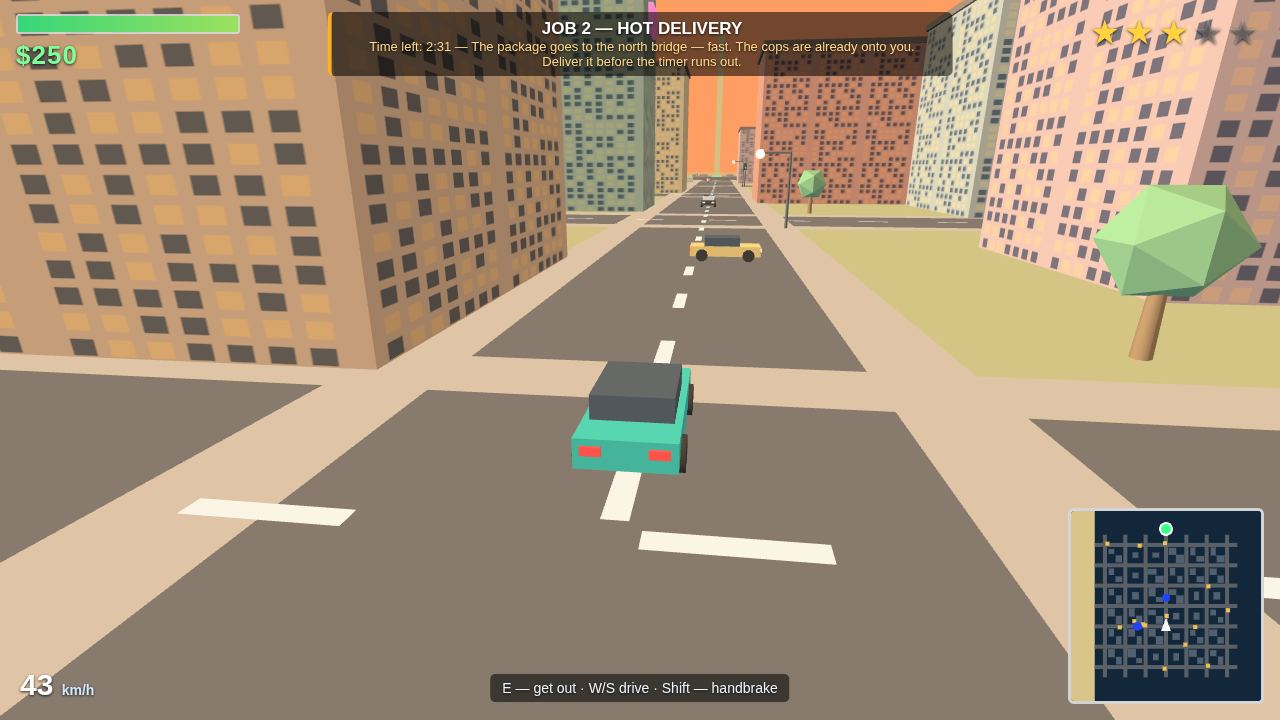 $250
JOB 2 — HOT DELIVERY
Time left: 2:31 — The package goes to the north bridge — fast. The cops are already onto you.
Deliver it before the timer runs out.
43 km/h
E — get out · W/S drive · Shift — handbrake